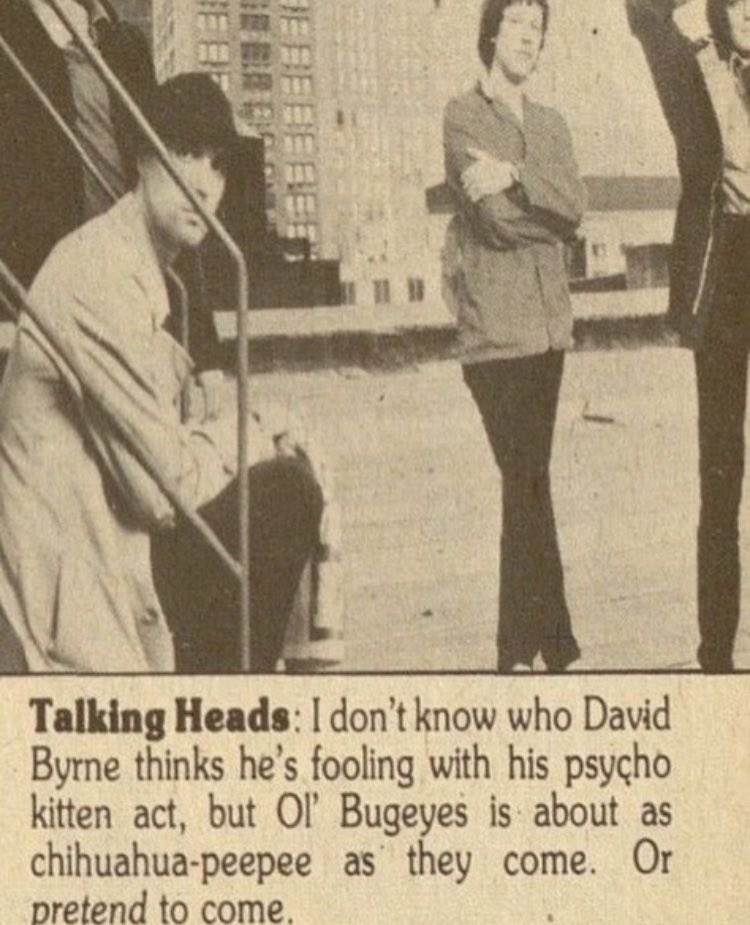 Talking Heads: I don't know who David
Byrne thinks he's fooling with his psycho
kitten act, but Ol' Bugeyes is about as
chihuahua-peepee as they come. Or
pretend to come.